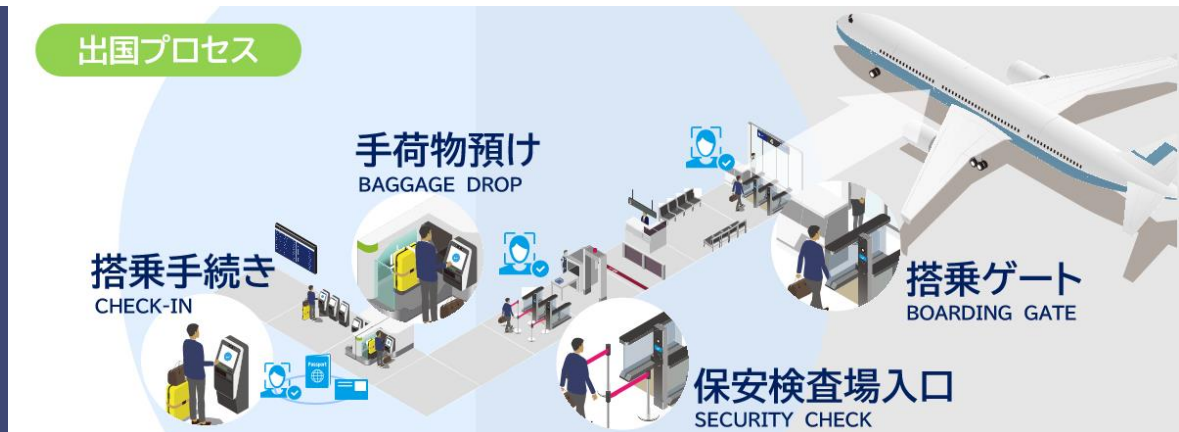 出国プロセス
手荷物預け
BAGGAGE DROP
搭乗手続き
CHECK-IN
Passport
搭乗ゲート
BOARDING GATE
保安検査場入口
SECURITY CHECK